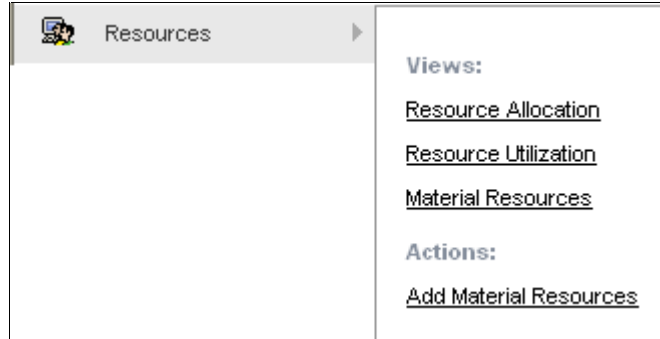 Resources
Views:
Resource Allocation
Resource Utilization
Material Resources
Actions:
Add Material Resources